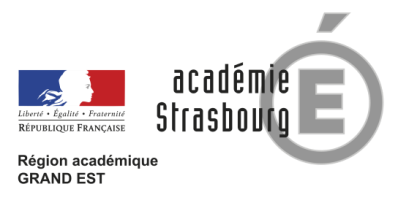 académie
Strasbourg
É
Liberté • Égalité • Fraternité
RÉPUBLIQUE FRANÇAISE
Région académique
GRAND EST